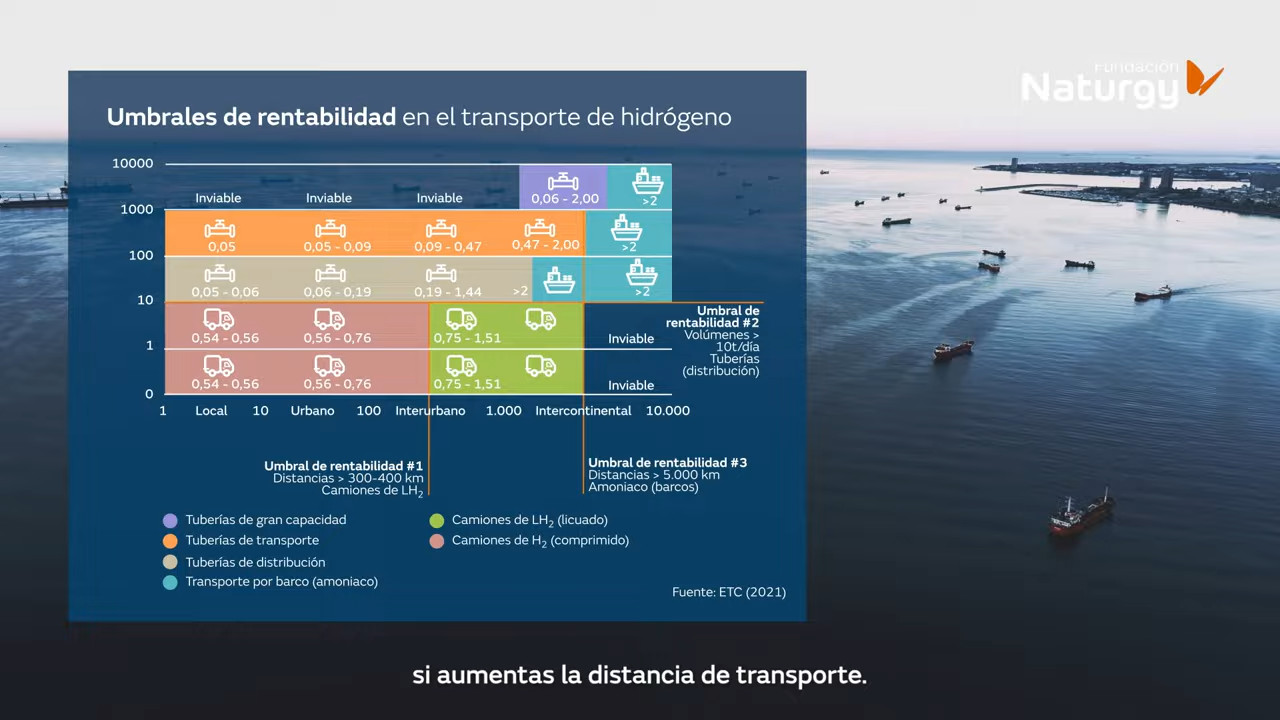 Fundación
Naturgy
Umbrales de rentabilidad en el transporte de hidrógeno
10000
Inviable Inviable Inviable 0,06 - 2,00 >2
1000
0,05 0,05 - 0,09 0,09 - 0,47 0,47 - 2,00 >2
100
0,05 - 0,06 0,06 - 0,19 0,19 - 1,44 >2 >2
10
0,54 - 0,56 0,56 - 0,76 0,75 - 1,51 Inviable
1
0,54 - 0,56 0,56 - 0,76 0,75 - 1,51 Inviable
0
1 Local 10 Urbano 100 Interurbano 1.000 Intercontinental 10.000
Umbral de
rentabilidad #2
Volúmenes >
10t/día
Tuberías
(distribución)
Umbral de rentabilidad #1
Distancias > 300-400 km
Camiones de LH₂
Umbral de rentabilidad #3
Distancias > 5.000 km
Amoniaco (barcos)
Tuberías de gran capacidad
Tuberías de transporte
Tuberías de distribución
Transporte por barco (amoniaco)
Camiones de LH₂ (licuado)
Camiones de H₂ (comprimido)
Fuente: ETC (2021)
si aumentas la distancia de transporte.